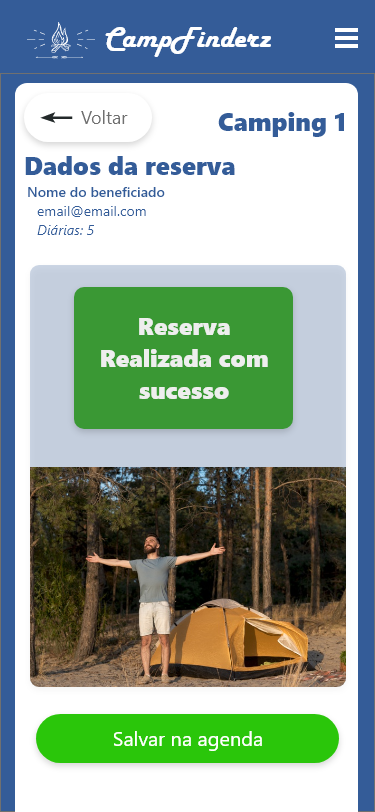 CampFinderz
Voltar
Camping 1
Dados da reserva
Nome do beneficiado
email@email.com
Diárias: 5
Reserva
Realizada com
sucesso
Salvar na agenda